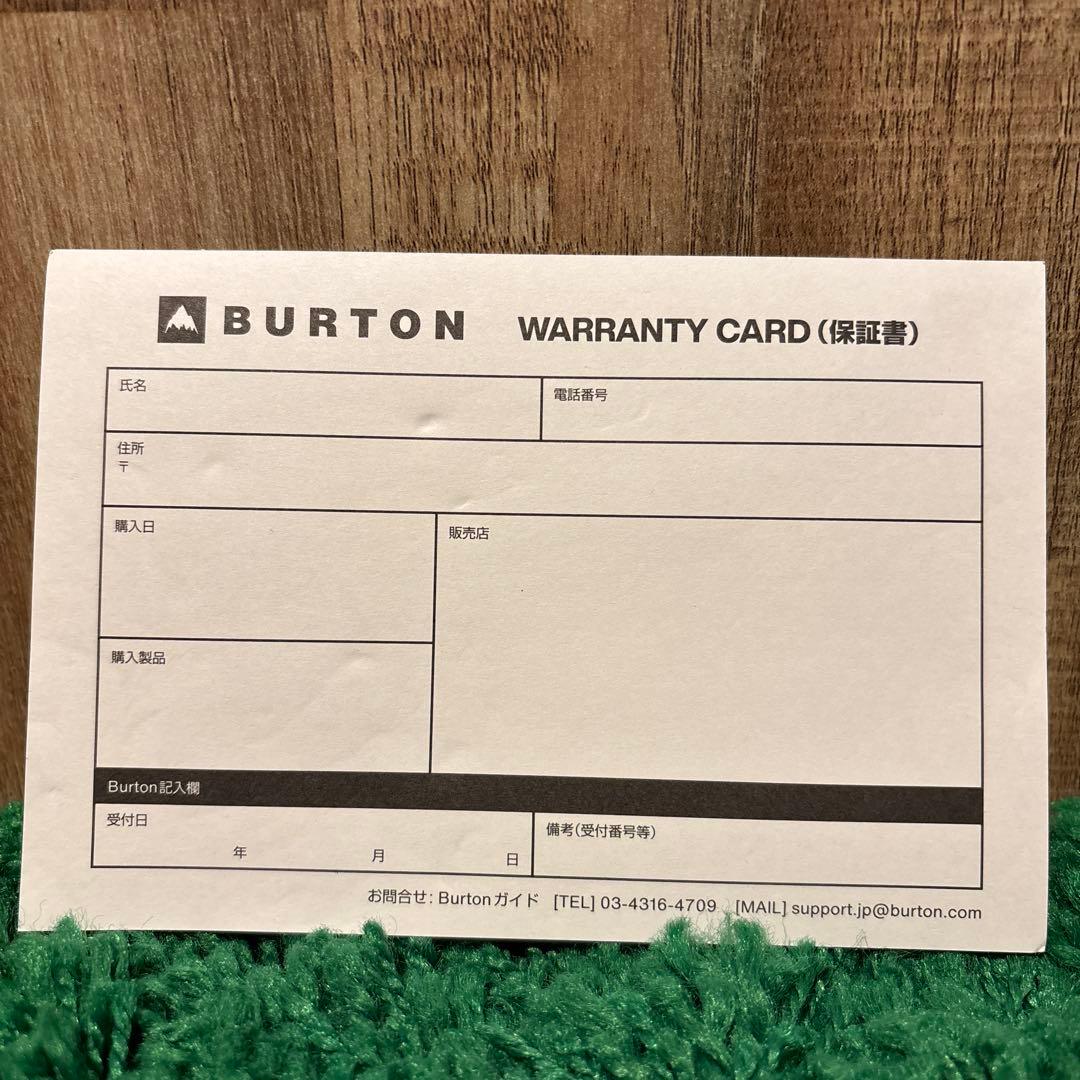 BURTON WARRANTY CARD（保証書）
氏名 電話番号
住所
〒
購入日 販売店
購入製品
Burton記入欄
受付日 備考（受付番号等）
年 月 日
お問合せ: Burtonガイド [TEL] 03-4316-4709 [MAIL] support.jp@burton.com